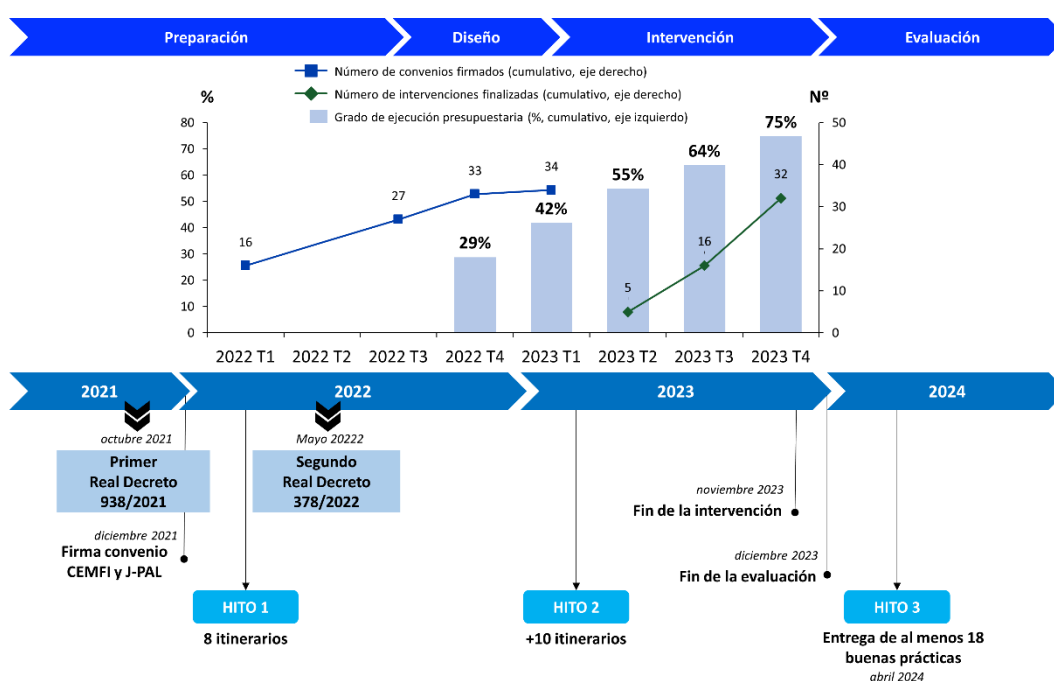 Preparación
Diseño
Intervención
Evaluación
Número de convenios firmados (cumulativo, eje derecho)
Número de intervenciones finalizadas (cumulativo, eje derecho)
Grado de ejecución presupuestaria (%, cumulativo, eje izquierdo)
%
Nº
80
70
60
50
40
30
20
10
0
50
40
30
20
10
0
16
27
33
34
29%
42%
55%
64%
75%
5
16
32
2022 T1
2022 T2
2022 T3
2022 T4
2023 T1
2023 T2
2023 T3
2023 T4
2021
2022
2023
2024
octubre 2021
Primer
Real Decreto
938/2021
Mayo 20222
Segundo
Real Decreto
378/2022
diciembre 2021
Firma convenio
CEMFI y J-PAL
noviembre 2023
Fin de la intervención
diciembre 2023
Fin de la evaluación
HITO 1
8 itinerarios
HITO 2
+10 itinerarios
HITO 3
Entrega de al menos 18
buenas prácticas
abril 2024